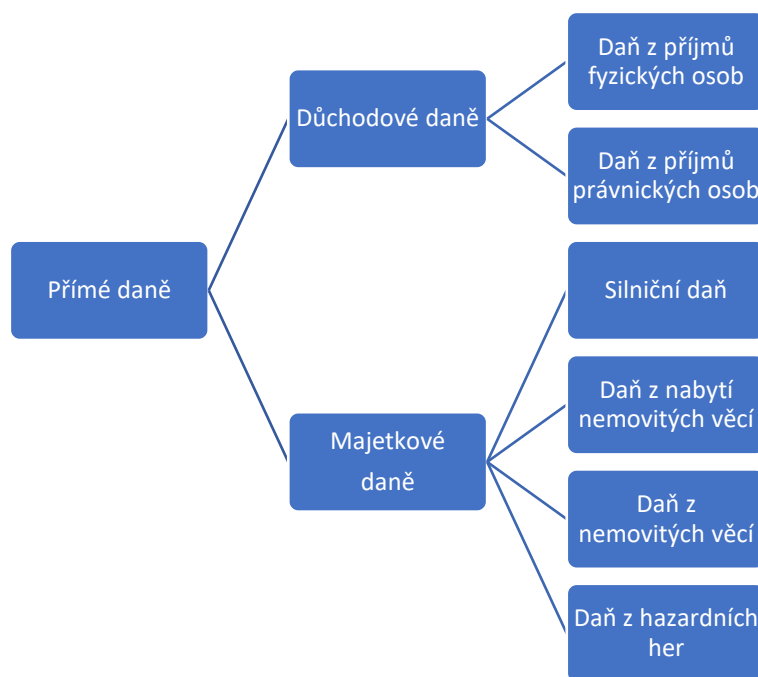 Přímé daně
Důchodové daně
Daň z příjmů
fyzických osob
Daň z příjmů
právnických osob
Majetkové
daně
Silniční daň
Daň z nabytí
nemovitých věcí
Daň z
nemovitých věcí
Daň z hazardních
her